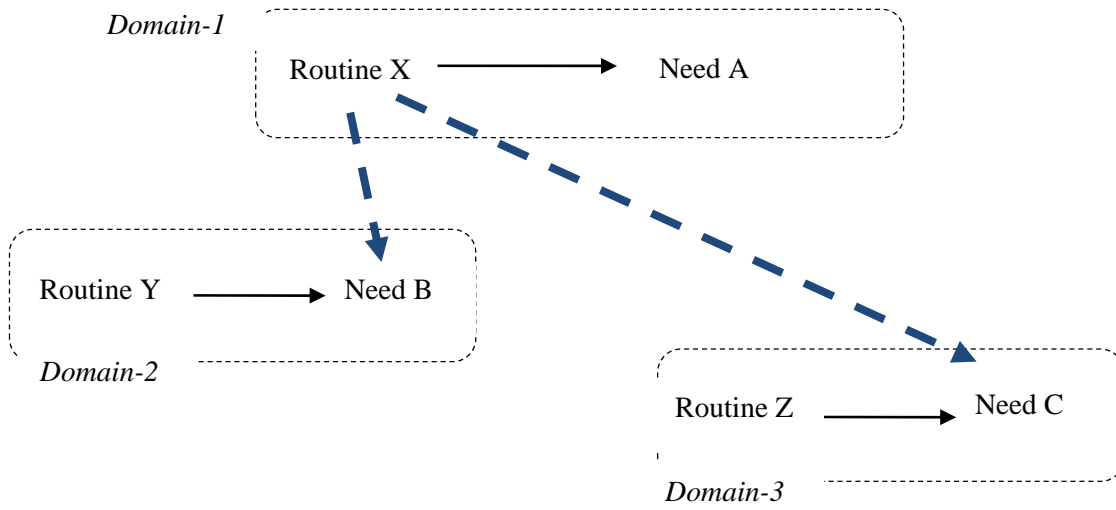 Domain-1
Routine X Need A
Routine Y Need B
Domain-2
Routine Z Need C
Domain-3